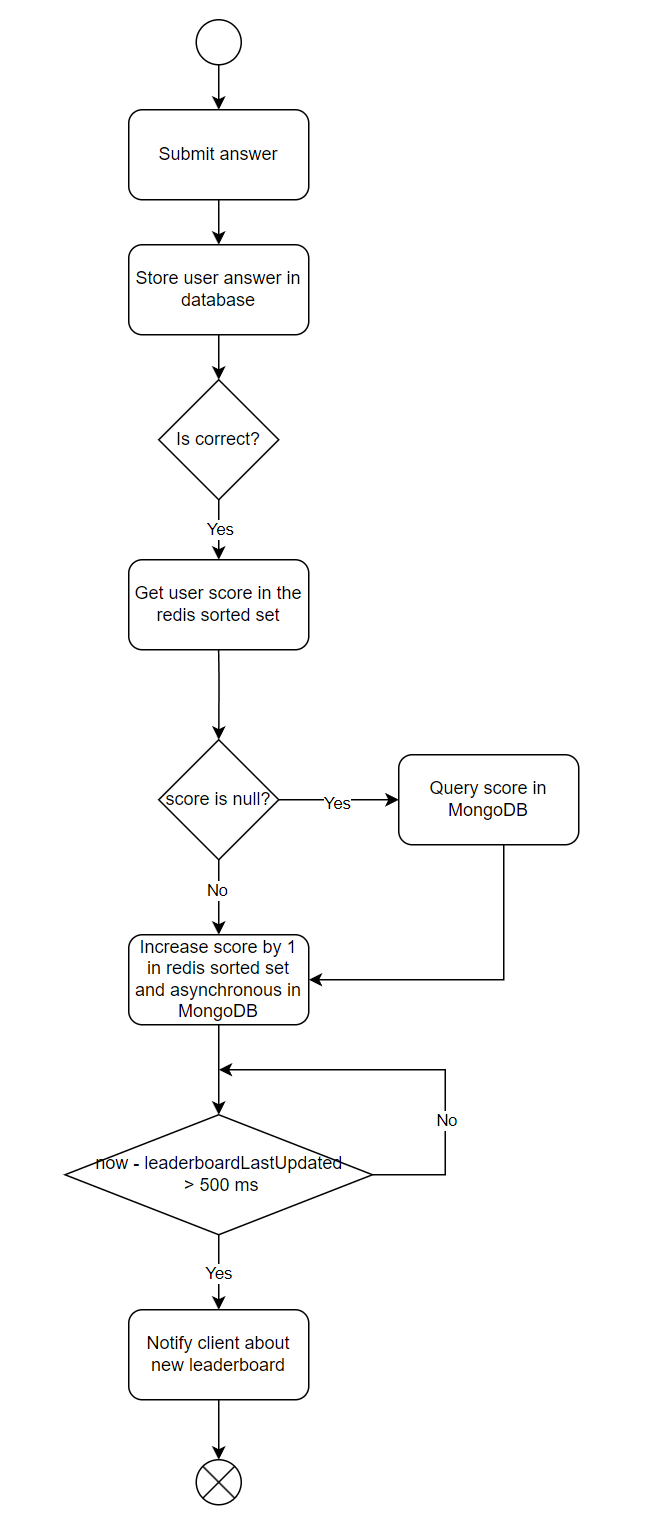 Submit answer
Store user answer in
database
Is correct?
Yes
Get user score in the
redis sorted set
score is null?
Yes
Query score in
MongoDB
No
Increase score by 1
in redis sorted set
and asynchronous in
MongoDB
No
now - leaderboardLastUpdated
> 500 ms
Yes
Notify client about
new leaderboard